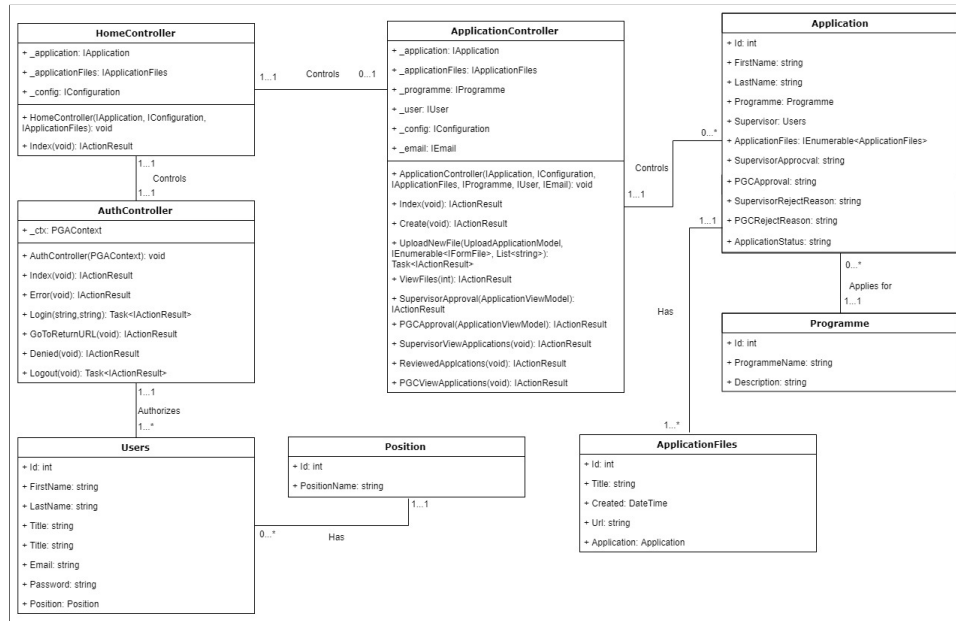 HomeController
+ _application: IApplication
+ _applicationFiles: IApplicationFiles
+ _config: IConfiguration
+ HomeController(IApplication, IConfiguration,
IApplicationFiles): void
+ Index(void): IActionResult
1...1
Controls
0...1
ApplicationController
+ _application: IApplication
+ _applicationFiles: IApplicationFiles
+ _programme: IProgramme
+ _user: IUser
+ _config: IConfiguration
+ _email: IEmail
+ ApplicationController(IApplication, IConfiguration,
IApplicationFiles, IProgramme, IUser, IEmail): void
+ Index(void): IActionResult
+ Create(void): IActionResult
+ UploadNewFile(UploadApplicationModel,
IEnumerable<IFormFile>, List<string>):
Task<IActionResult>
+ ViewFiles(int): IActionResult
+ SupervisorApproval(ApplicationViewModel):
IActionResult
+ PGCApproval(ApplicationViewModel): IActionResult
+ SupervisorViewApplications(void): IActionResult
+ ReviewedApplcations(void): IActionResult
+ PGCViewApplications(void): IActionResult
0...*
Controls
1...1
Application
+ Id: int
+ FirstName: string
+ LastName: string
+ Programme: Programme
+ Supervisor: Users
+ ApplicationFiles: IEnumerable<ApplicationFiles>
+ SupervisorApprocval: string
+ PGCApproval: string
+ SupervisorRejectReason: string
+ PGCRejectReason: string
+ ApplicationStatus: string
1...1
Controls
1...1
AuthController
+ _ctx: PGAContext
+ AuthController(PGAContext): void
+ Index(void): IActionResult
+ Error(void): IActionResult
+ Login(string,string): Task<IActionResult>
+ GoToReturnURL(void): IActionResult
+ Denied(void): IActionResult
+ Logout(void): Task<IActionResult>
1...1
Has
1...*
0...*
Applies for
1...1
Programme
+ Id: int
+ ProgrammeName: string
+ Description: string
1...1
Authorizes
1...*
Users
+ Id: int
+ FirstName: string
+ LastName: string
+ Title: string
+ Title: string
+ Email: string
+ Password: string
+ Position: Position
Position
+ Id: int
+ PositionName: string
1...1
0...*
Has
ApplicationFiles
+ Id: int
+ Title: string
+ Created: DateTime
+ Url: string
+ Application: Application